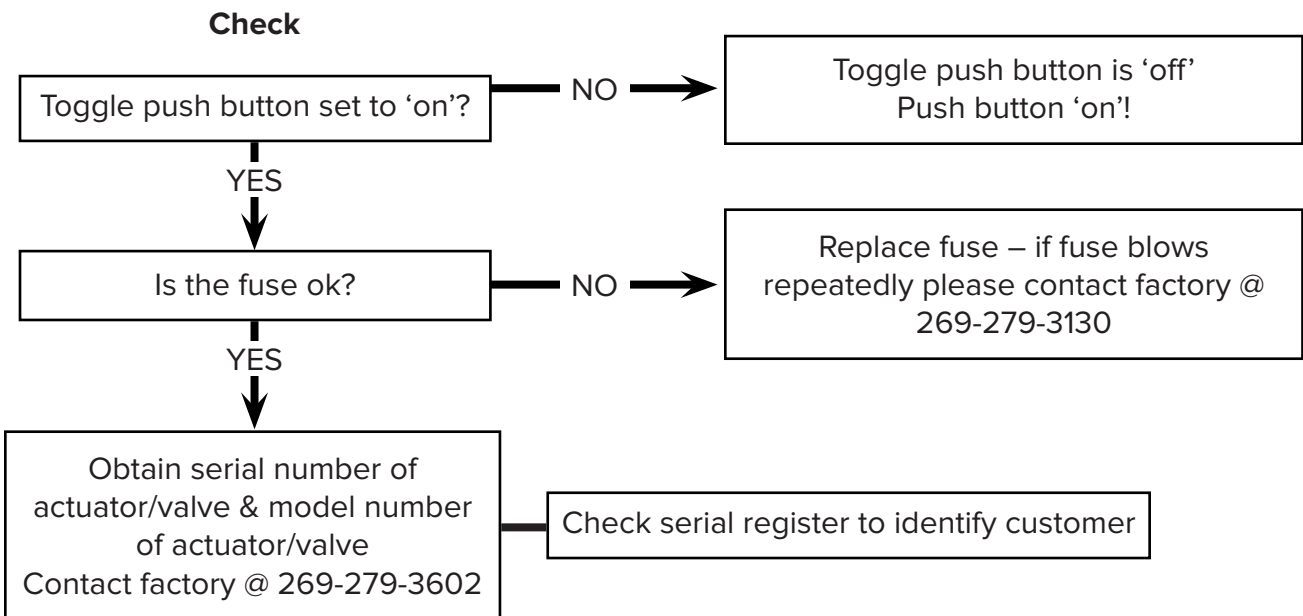 Check
Toggle push button set to ‘on’?
NO
Toggle push button is ‘off’
Push button ‘on’!
YES
Is the fuse ok?
NO
Replace fuse – if fuse blows
repeatedly please contact factory @
269-279-3130
YES
Obtain serial number of
actuator/valve & model number
of actuator/valve
Contact factory @ 269-279-3602
Check serial register to identify customer